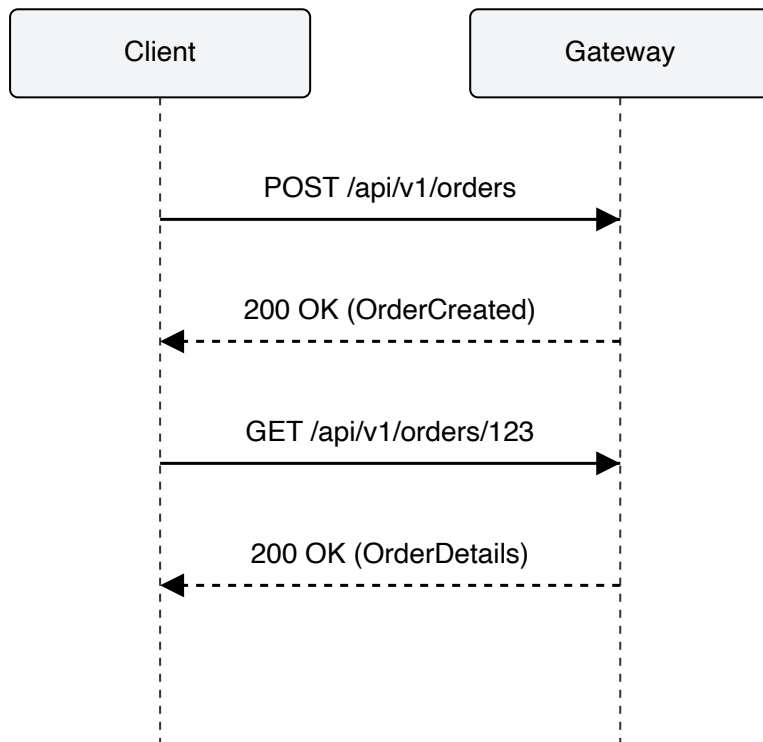 Client
Gateway
POST /api/v1/orders
200 OK (OrderCreated)
GET /api/v1/orders/123
200 OK (OrderDetails)